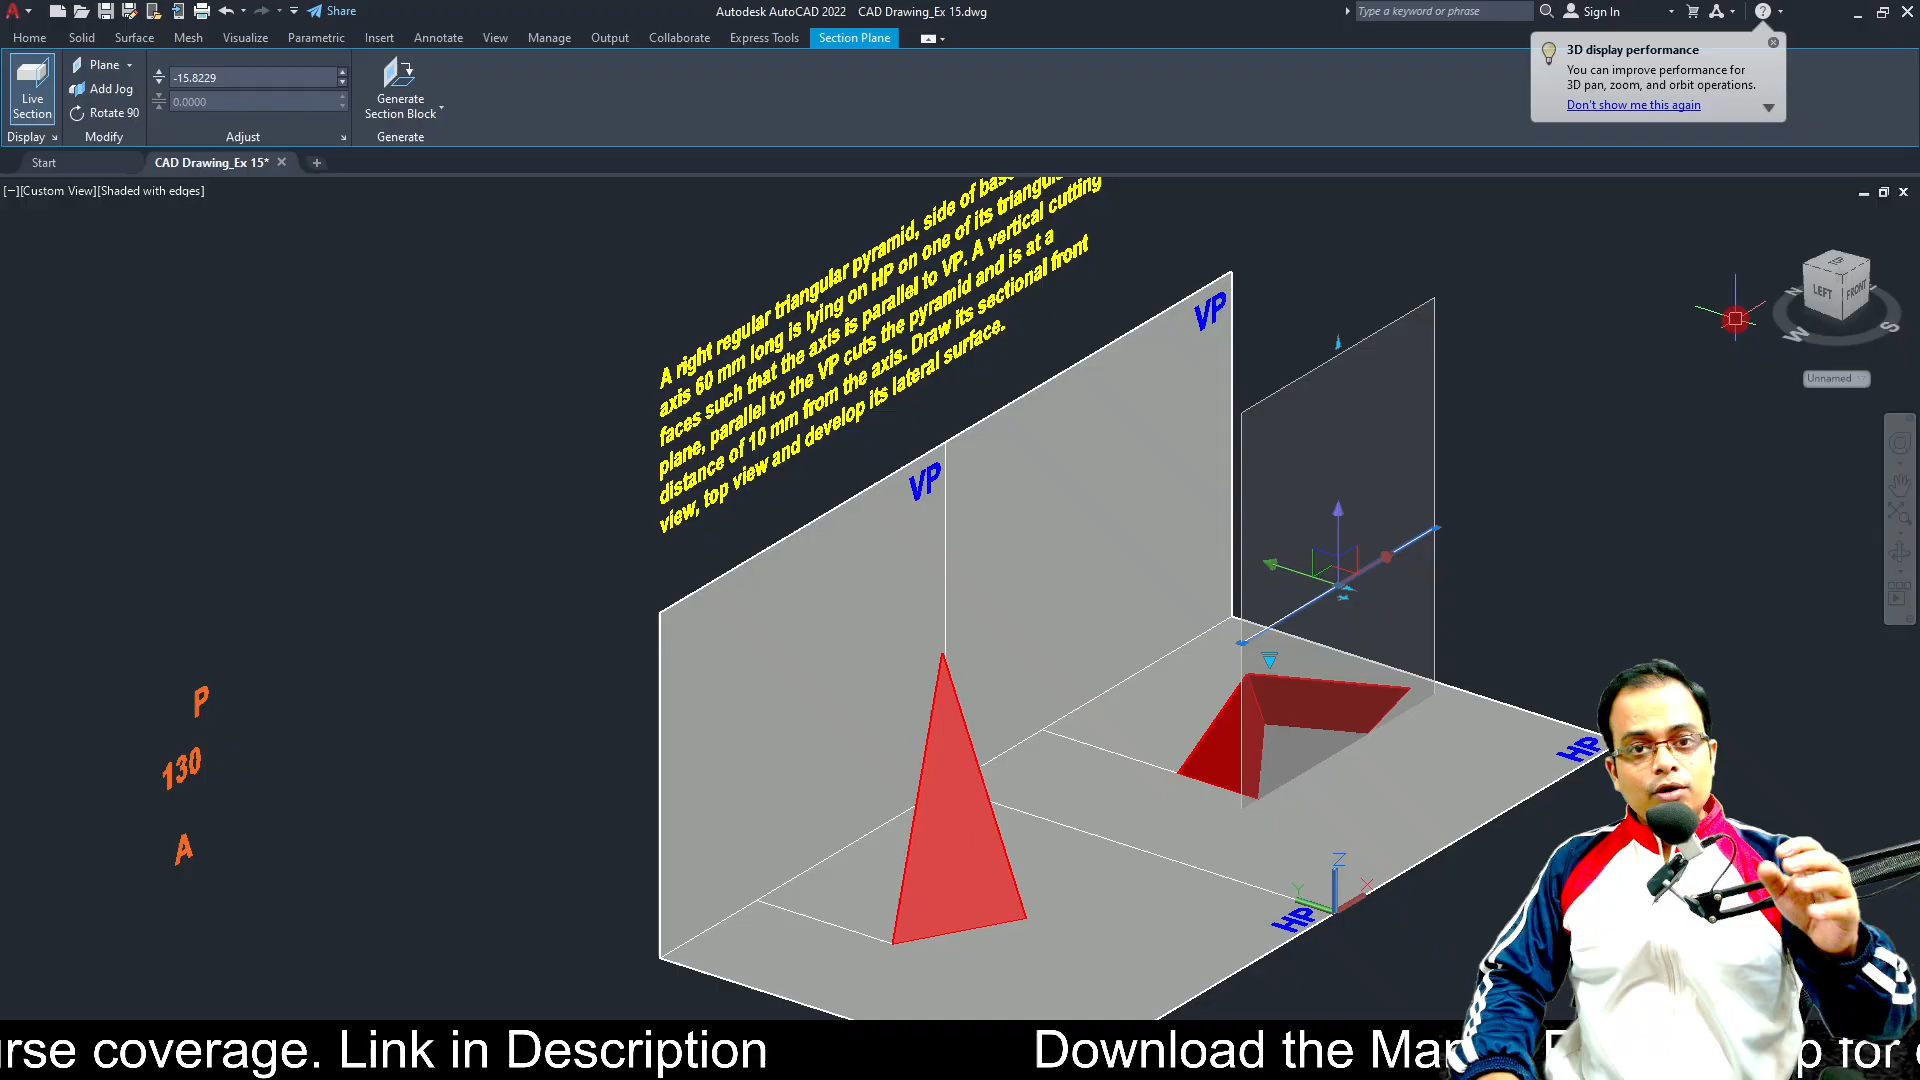 Share
Autodesk AutoCAD 2022 CAD Drawing_Ex 15.dwg
Type a keyword or phrase
Sign In
Home Solid Surface Mesh Visualize Parametric Insert Annotate View Manage Output Collaborate Express Tools Section Plane
Live
Section
Plane
Add Jog
Rotate 90
-15.8229
0.0000
Generate
Section Block
Display
Modify
Adjust
Generate
3D display performance
You can improve performance for
3D pan, zoom, and orbit operations.
Don't show me this again
Start
CAD Drawing_Ex 15*
[−][Custom View][Shaded with edges]
A right regular triangular pyramid, side of bas
axis 60 mm long is lying on HP on one of its triangul
faces such that the axis is parallel to VP. A vertical cutting
plane, parallel to the VP cuts the pyramid and is at a
distance of 10 mm from the axis. Draw its sectional front
view, top view and develop its lateral surface.
VP
VP
HP
HP
P
130
A
LEFT
FRONT
N
W
S
Unnamed
Z
Y
X
urse coverage. Link in Description
Download the Ma
p for